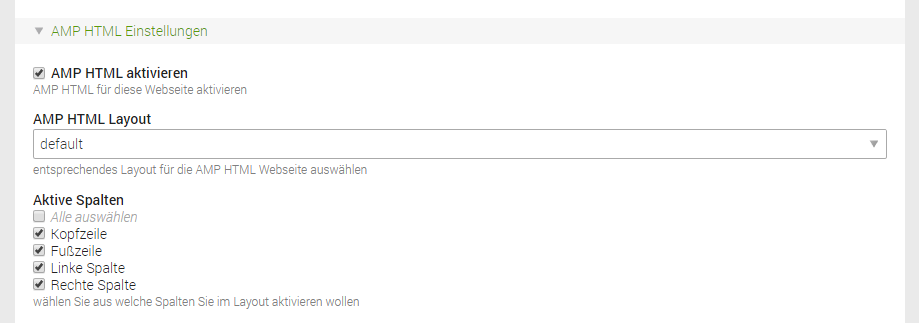 AMP HTML Einstellungen
AMP HTML aktivieren
AMP HTML für diese Webseite aktivieren
AMP HTML Layout
default
entsprechendes Layout für die AMP HTML Webseite auswählen
Aktive Spalten
Alle auswählen
Kopfzeile
Fußzeile
Linke Spalte
Rechte Spalte
wählen Sie aus welche Spalten Sie im Layout aktivieren wollen